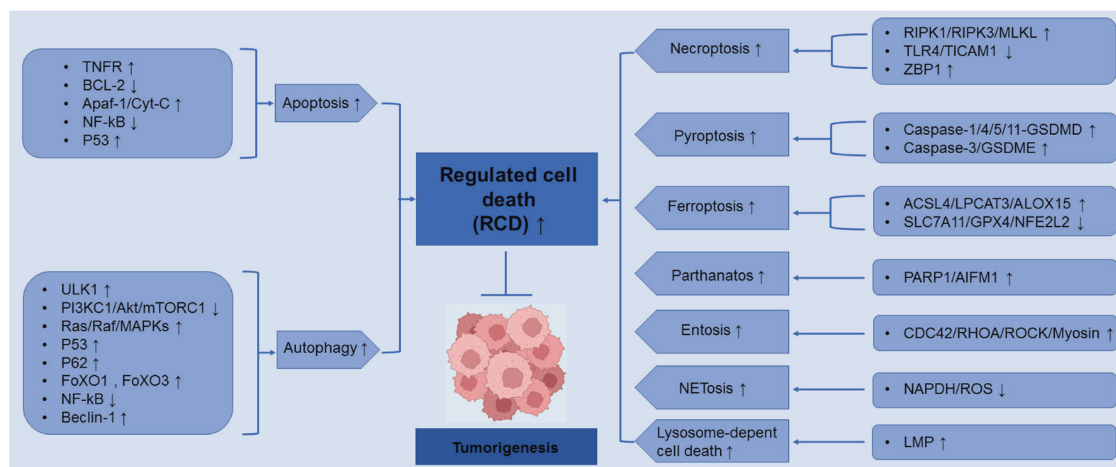 • TNFR ↑
• BCL-2 ↓
• Apaf-1/Cyt-C ↑
• NF-kB ↓
• P53 ↑
Apoptosis ↑
• ULK1 ↑
• PI3KC1/Akt/mTORC1 ↓
• Ras/Raf/MAPKs ↑
• P53 ↑
• P62 ↑
• FoXO1 , FoXO3 ↑
• NF-kB ↓
• Beclin-1 ↑
Autophagy ↑
Regulated cell
death
(RCD) ↑
Tumorigenesis
Necroptosis ↑
• RIPK1/RIPK3/MLKL ↑
• TLR4/TICAM1 ↓
• ZBP1 ↑
Pyroptosis ↑
• Caspase-1/4/5/11-GSDMD ↑
• Caspase-3/GSDME ↑
Ferroptosis ↑
• ACSL4/LPCAT3/ALOX15 ↑
• SLC7A11/GPX4/NFE2L2 ↓
Parthanatos ↑
• PARP1/AIFM1 ↑
Entosis ↑
• CDC42/RHOA/ROCK/Myosin ↑
NETosis ↑
• NAPDH/ROS ↓
Lysosome-depent
cell death ↑
• LMP ↑